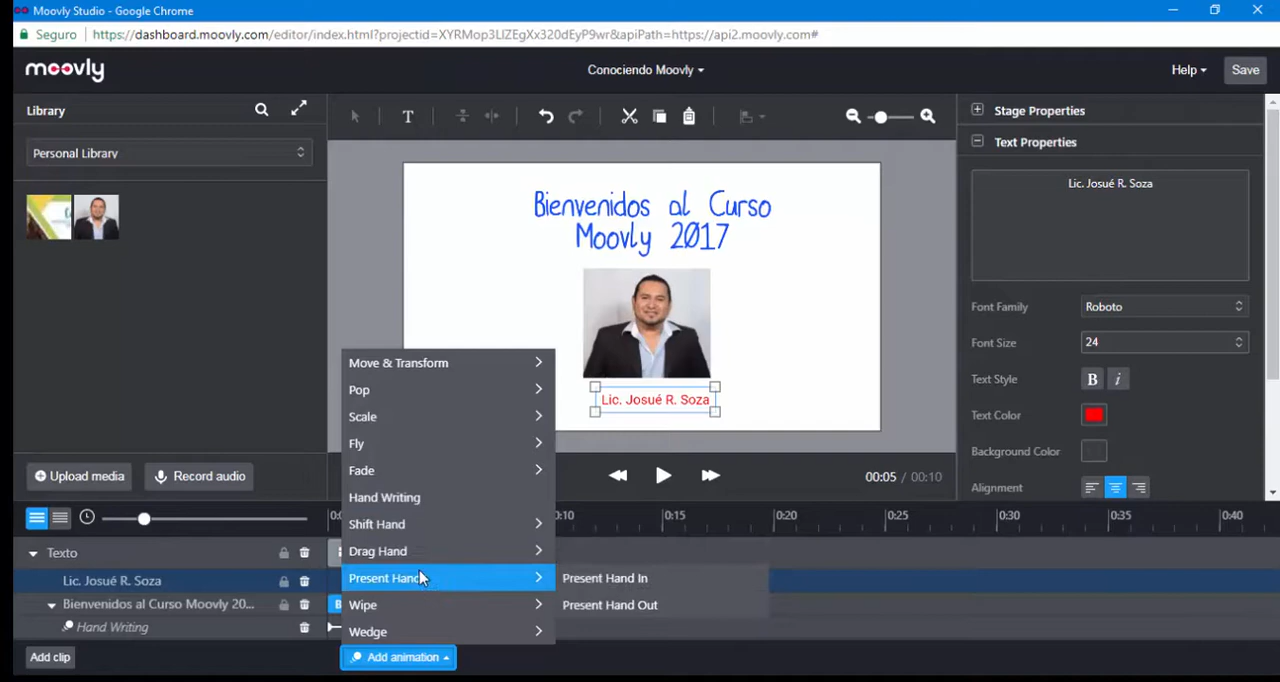 Moovly Studio - Google Chrome
Seguro https://dashboard.moovly.com/editor/index.html?projectid=XYRMop3LIZEgXx320dEyP9wr&apiPath=https://api2.moovly.com#
moovly
Conociendo Moovly
Help
Save
Library
Personal Library
T
Stage Properties
Text Properties
Lic. Josué R. Soza
Bienvenidos al Curso
Moovly 2017
Lic. Josué R. Soza
Font Family Roboto
Font Size 24
Text Style B i
Text Color
Background Color
Alignment
Move & Transform
Pop
Scale
Fly
Fade
Hand Writing
Shift Hand
Drag Hand
Present Hand
Wipe
Wedge
Present Hand In
Present Hand Out
Upload media
Record audio
00:05 / 00:10
0:10 0:15 0:20 0:25 0:30 0:35 0:40
Texto
Lic. Josué R. Soza
Bienvenidos al Curso Moovly 20...
Hand Writing
Add clip
Add animation